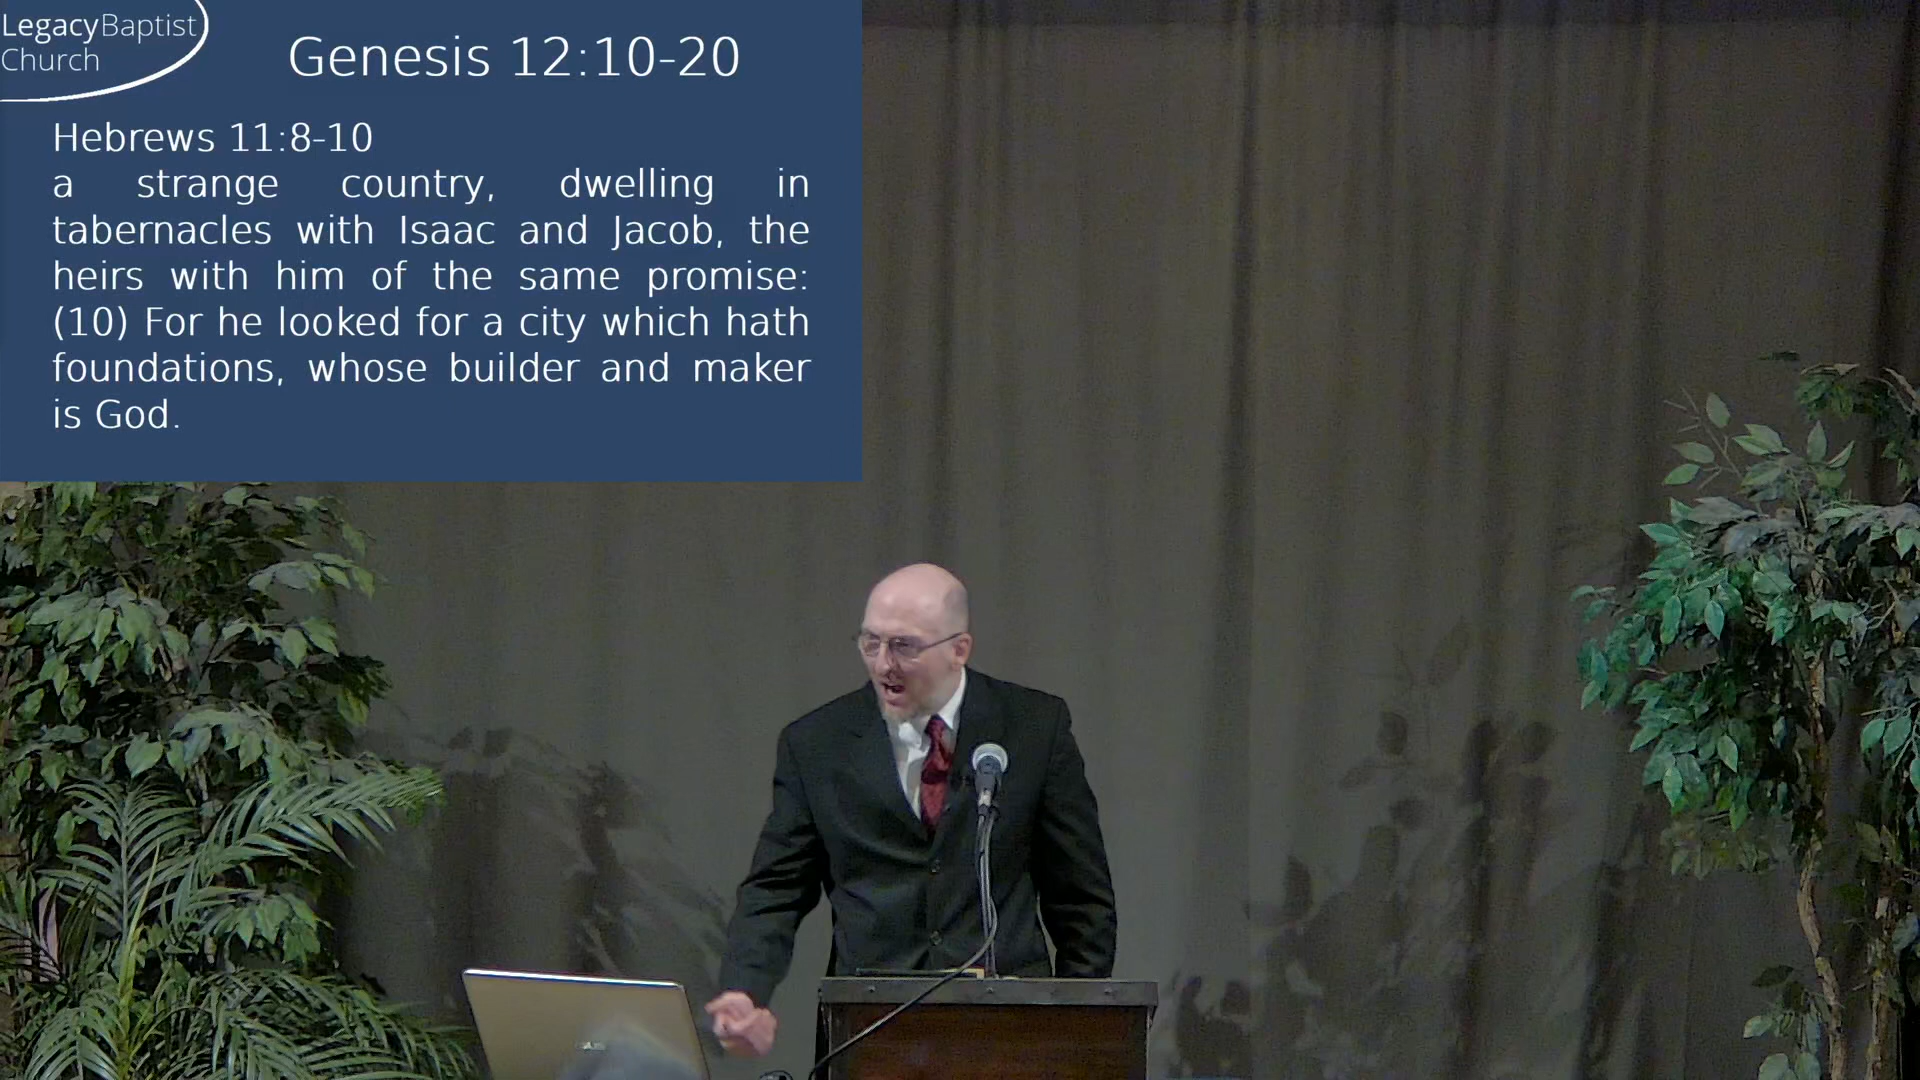 LegacyBaptist
Church
Genesis 12:10-20
Hebrews 11:8-10
a strange country, dwelling in
tabernacles with Isaac and Jacob, the
heirs with him of the same promise:
(10) For he looked for a city which hath
foundations, whose builder and maker
is God.